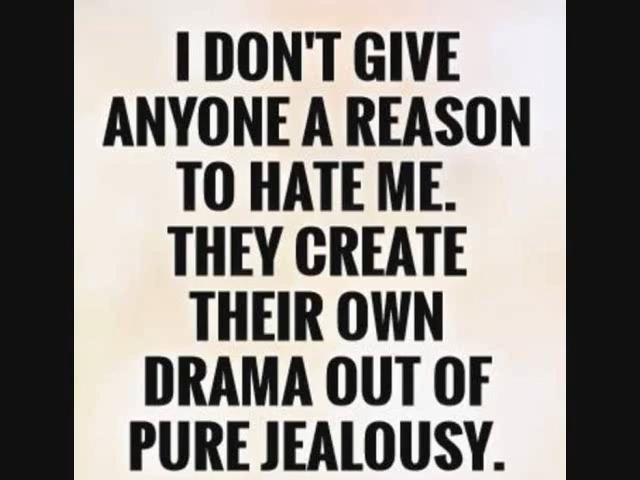 I DON'T GIVE
ANYONE A REASON
TO HATE ME.
THEY CREATE
THEIR OWN
DRAMA OUT OF
PURE JEALOUSY.